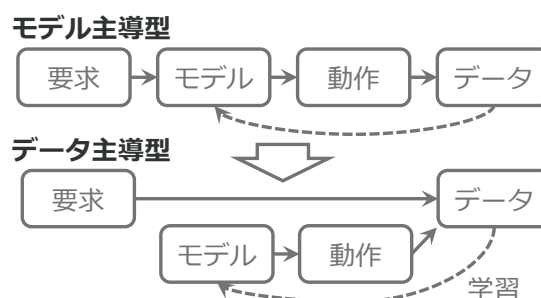 モデル主導型
要求
モデル
動作
データ
データ主導型
要求
データ
モデル
動作
学習